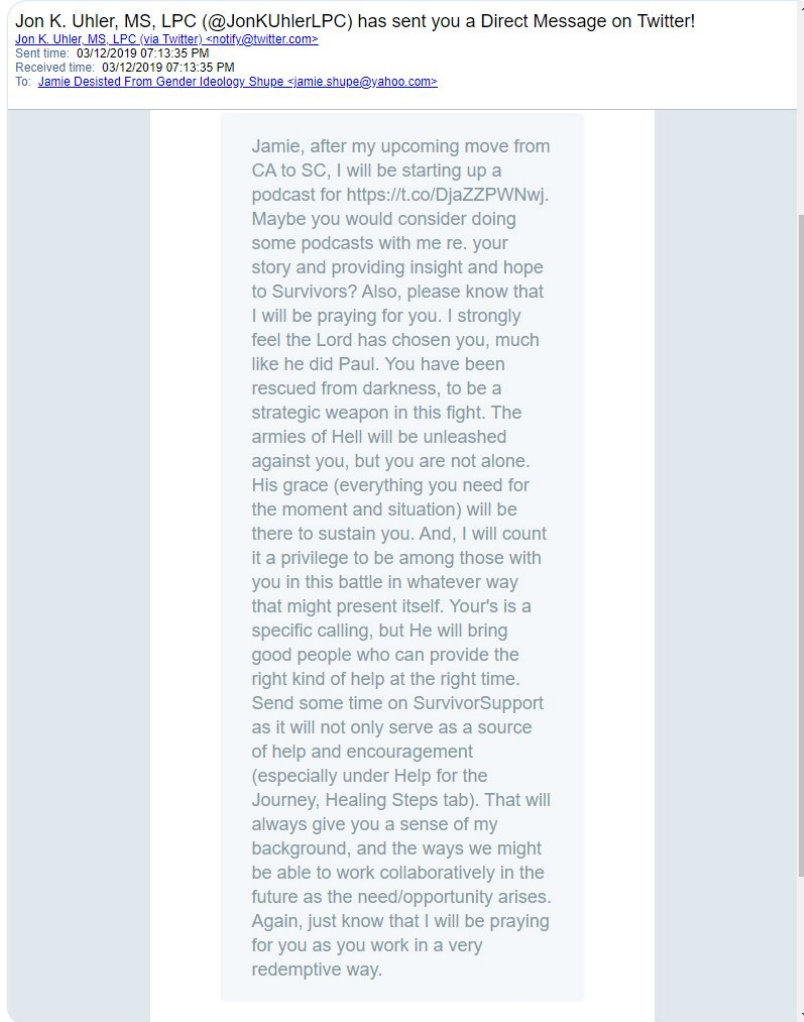 Jon K. Uhler, MS, LPC (@JonKUhlerLPC) has sent you a Direct Message on Twitter!
Jon K. Uhler, MS, LPC (via Twitter) <notify@twitter.com>
Sent time: 03/12/2019 07:13:35 PM
Received time: 03/12/2019 07:13:35 PM
To: Jamie Desisted From Gender Ideology Shupe <jamie.shupe@yahoo.com>
Jamie, after my upcoming move from
CA to SC, I will be starting up a
podcast for https://t.co/DjaZZPWNwj.
Maybe you would consider doing
some podcasts with me re. your
story and providing insight and hope
to Survivors? Also, please know that
I will be praying for you. I strongly
feel the Lord has chosen you, much
like he did Paul. You have been
rescued from darkness, to be a
strategic weapon in this fight. The
armies of Hell will be unleashed
against you, but you are not alone.
His grace (everything you need for
the moment and situation) will be
there to sustain you. And, I will count
it a privilege to be among those with
you in this battle in whatever way
that might present itself. Your's is a
specific calling, but He will bring
good people who can provide the
right kind of help at the right time.
Send some time on SurvivorSupport
as it will not only serve as a source
of help and encouragement
(especially under Help for the
Journey, Healing Steps tab). That will
always give you a sense of my
background, and the ways we might
be able to work collaboratively in the
future as the need/opportunity arises.
Again, just know that I will be praying
for you as you work in a very
redemptive way.